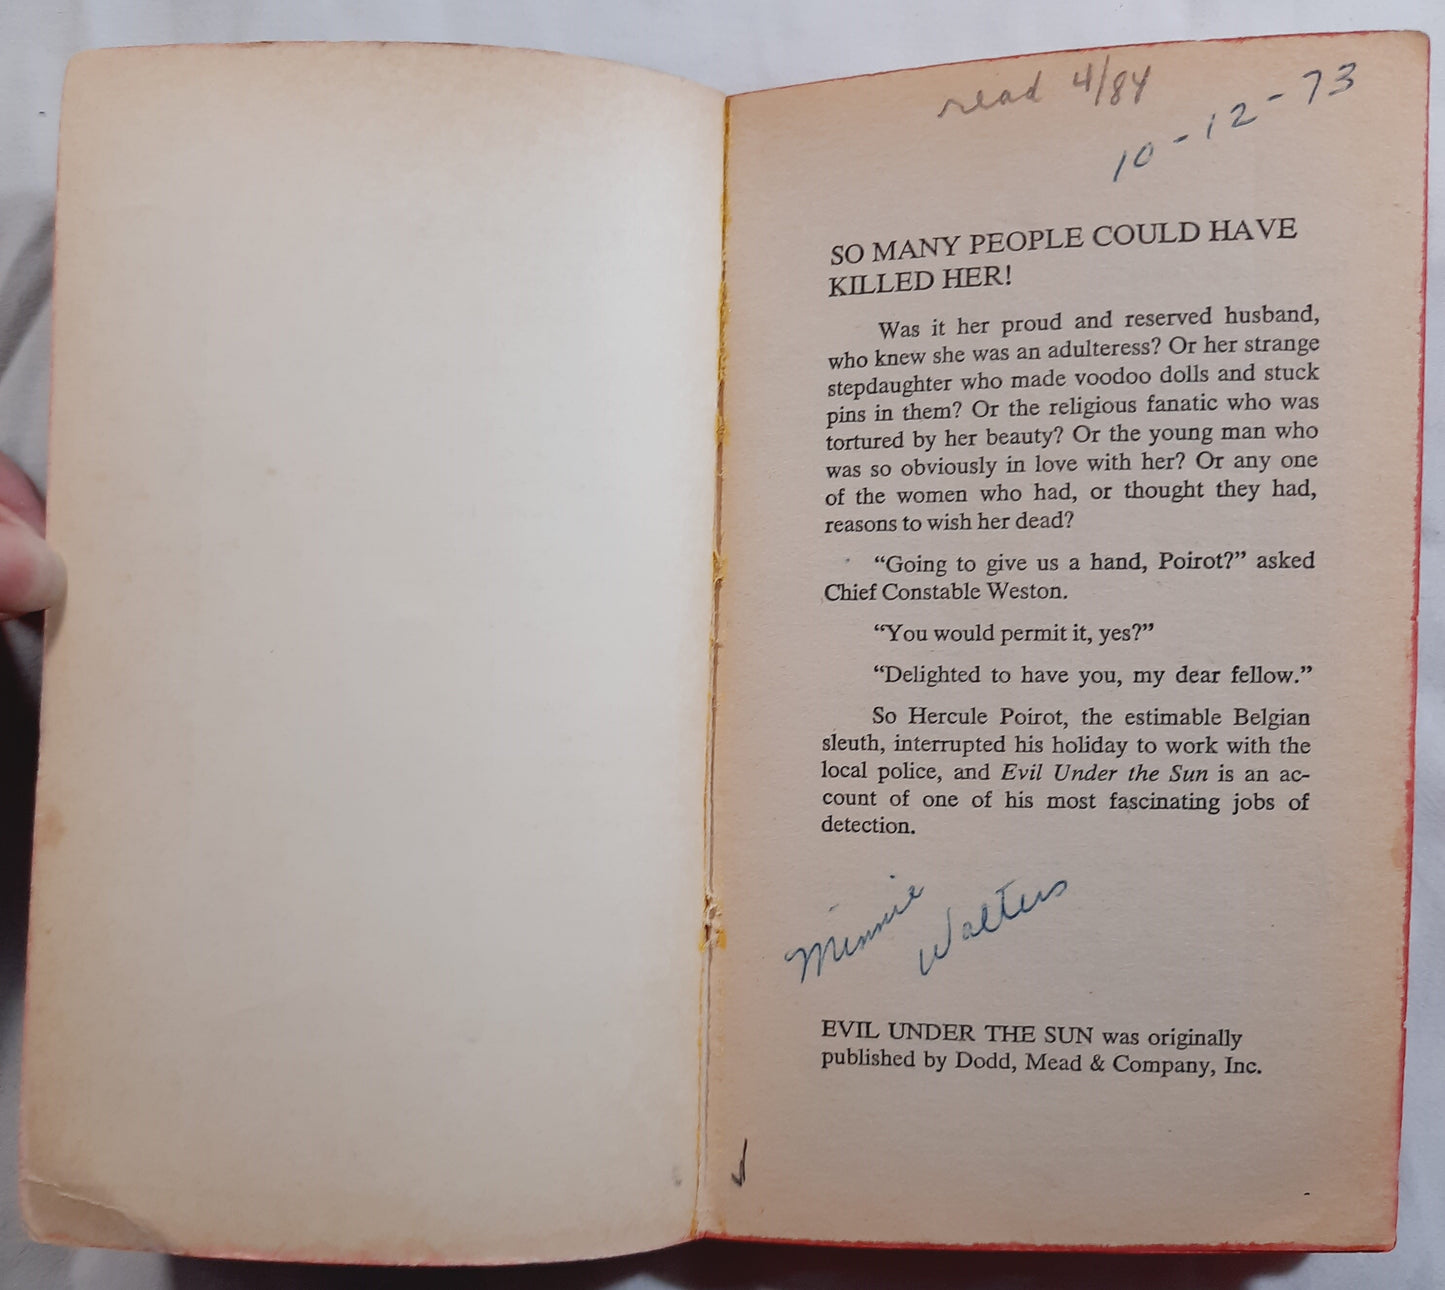 read 4/84
10-12-73
SO MANY PEOPLE COULD HAVE
KILLED HER!
Was it her proud and reserved husband,
who knew she was an adulteress? Or her strange
stepdaughter who made voodoo dolls and stuck
pins in them? Or the religious fanatic who was
tortured by her beauty? Or the young man who
was so obviously in love with her? Or any one
of the women who had, or thought they had,
reasons to wish her dead?
“Going to give us a hand, Poirot?” asked
Chief Constable Weston.
“You would permit it, yes?”
“Delighted to have you, my dear fellow.”
So Hercule Poirot, the estimable Belgian
sleuth, interrupted his holiday to work with the
local police, and Evil Under the Sun is an ac-
count of one of his most fascinating jobs of
detection.
Minnie Walters
EVIL UNDER THE SUN was originally
published by Dodd, Mead & Company, Inc.